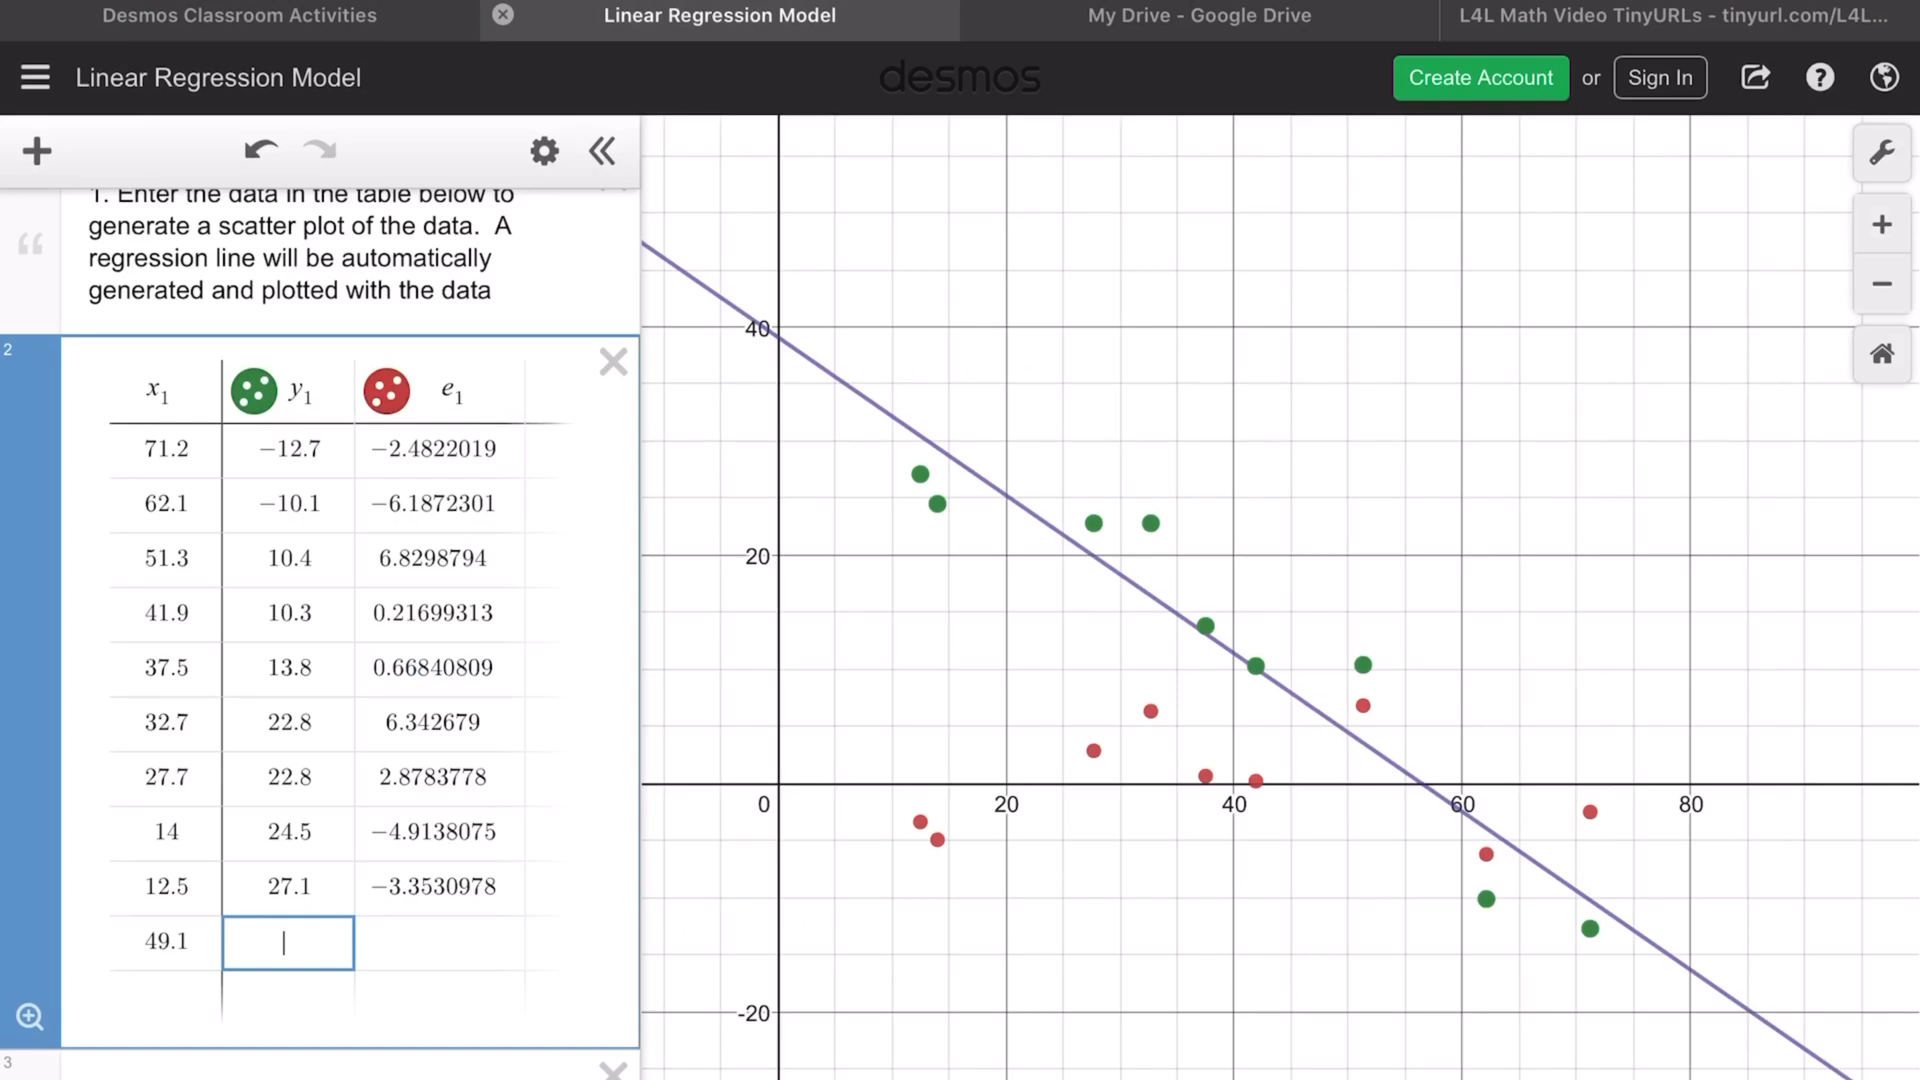 Desmos Classroom Activities
Linear Regression Model
My Drive - Google Drive
L4L Math Video TinyURLs - tinyurl.com/L4L...
Linear Regression Model
desmos
Create Account or Sign In
1. Enter the data in the table below to
generate a scatter plot of the data. A
regression line will be automatically
generated and plotted with the data
2
x₁ y₁ e₁
71.2 −12.7 −2.4822019
62.1 −10.1 −6.1872301
51.3 10.4 6.8298794
41.9 10.3 0.21699313
37.5 13.8 0.66840809
32.7 22.8 6.342679
27.7 22.8 2.8783778
14 24.5 −4.9138075
12.5 27.1 −3.3530978
49.1
3
40
20
0 20 40 60 80
-20